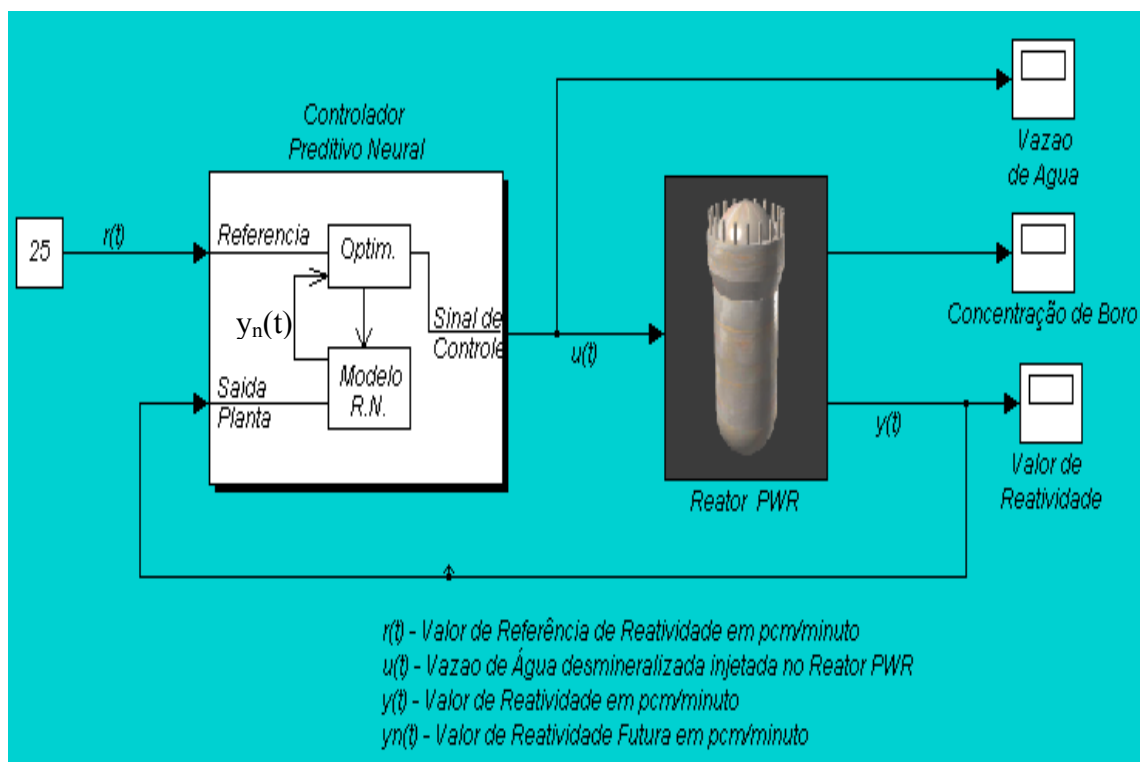 Controlador
Preditivo Neural
25
r(t)
Referencia
Optim.
yn(t)
Sinal de
Controle
Saida
Planta
Modelo
R.N.
u(t)
Reator PWR
y(t)
Vazao
de Agua
Concentração de Boro
Valor de
Reatividade
r(t) - Valor de Referência de Reatividade em pcm/minuto
u(t) - Vazao de Água desmineralizada injetada no Reator PWR
y(t) - Valor de Reatividade em pcm/minuto
yn(t) - Valor de Reatividade Futura em pcm/minuto